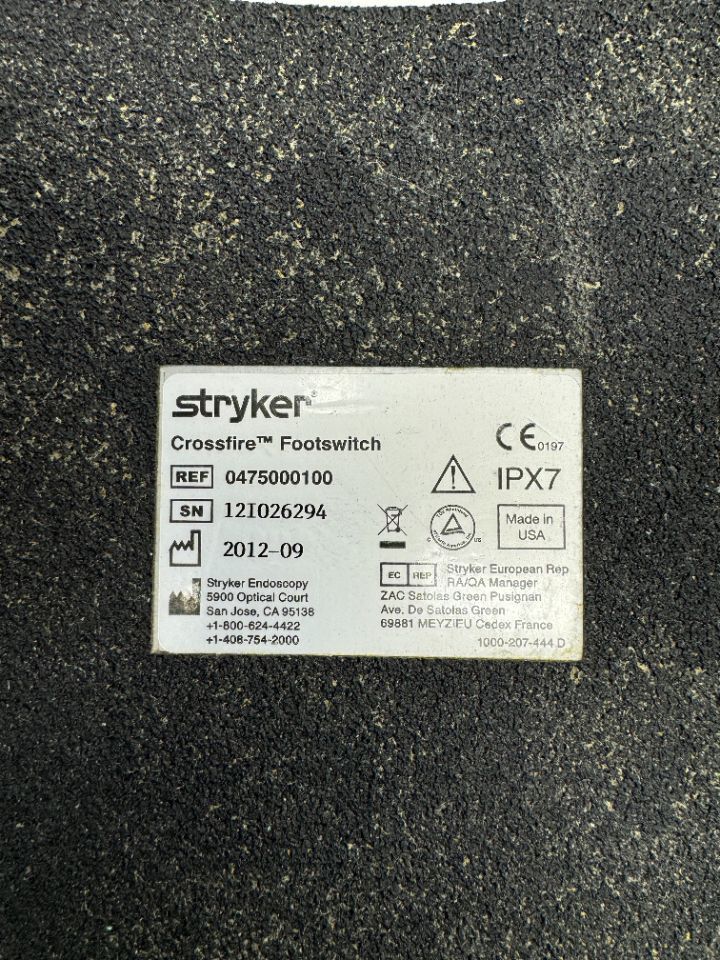 stryker®
Crossfire™ Footswitch
CE 0197
REF 0475000100
IPX7
SN 12I026294
Made in
USA
2012-09
Stryker Endoscopy
5900 Optical Court
San Jose, CA 95138
+1-800-624-4422
+1-408-754-2000
EC REP
Stryker European Rep
RA/QA Manager
ZAC Satolas Green Pusignan
Ave. De Satolas Green
69881 MEYZIEU Cedex France
1000-207-444 D